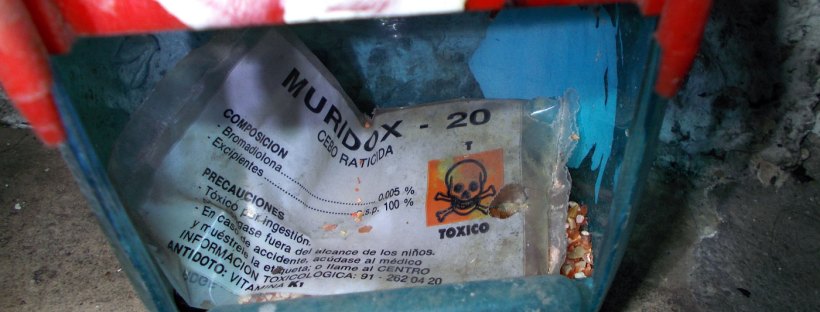 MURIDOX - 20
CEBO RATICIDA
COMPOSICION
- Bromadiolona 0.005 %
- Excipientes s.p. 100 %
PRECAUCIONES
- Tóxico por ingestión.
- En casa fuera del alcance de los niños.
de accidente, acúdase al médico
y muéstrele la etiqueta; o llame al CENTRO
INFORMACION TOXICOLOGICA: 91 - 262 04 20
ANTIDOTO: VITAMINA K1
T
TOXICO